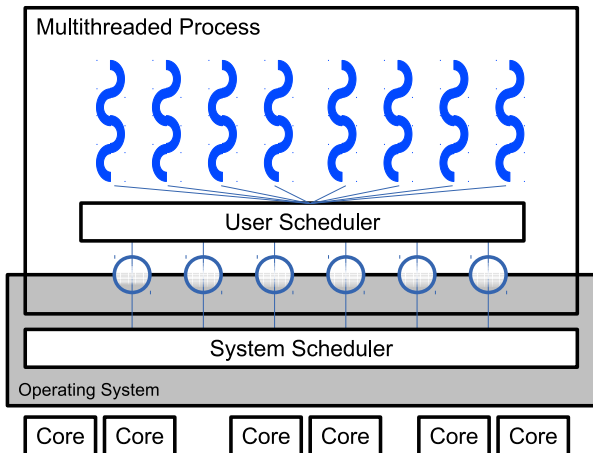 Multithreaded Process
User Scheduler
System Scheduler
Operating System
Core Core Core Core Core Core